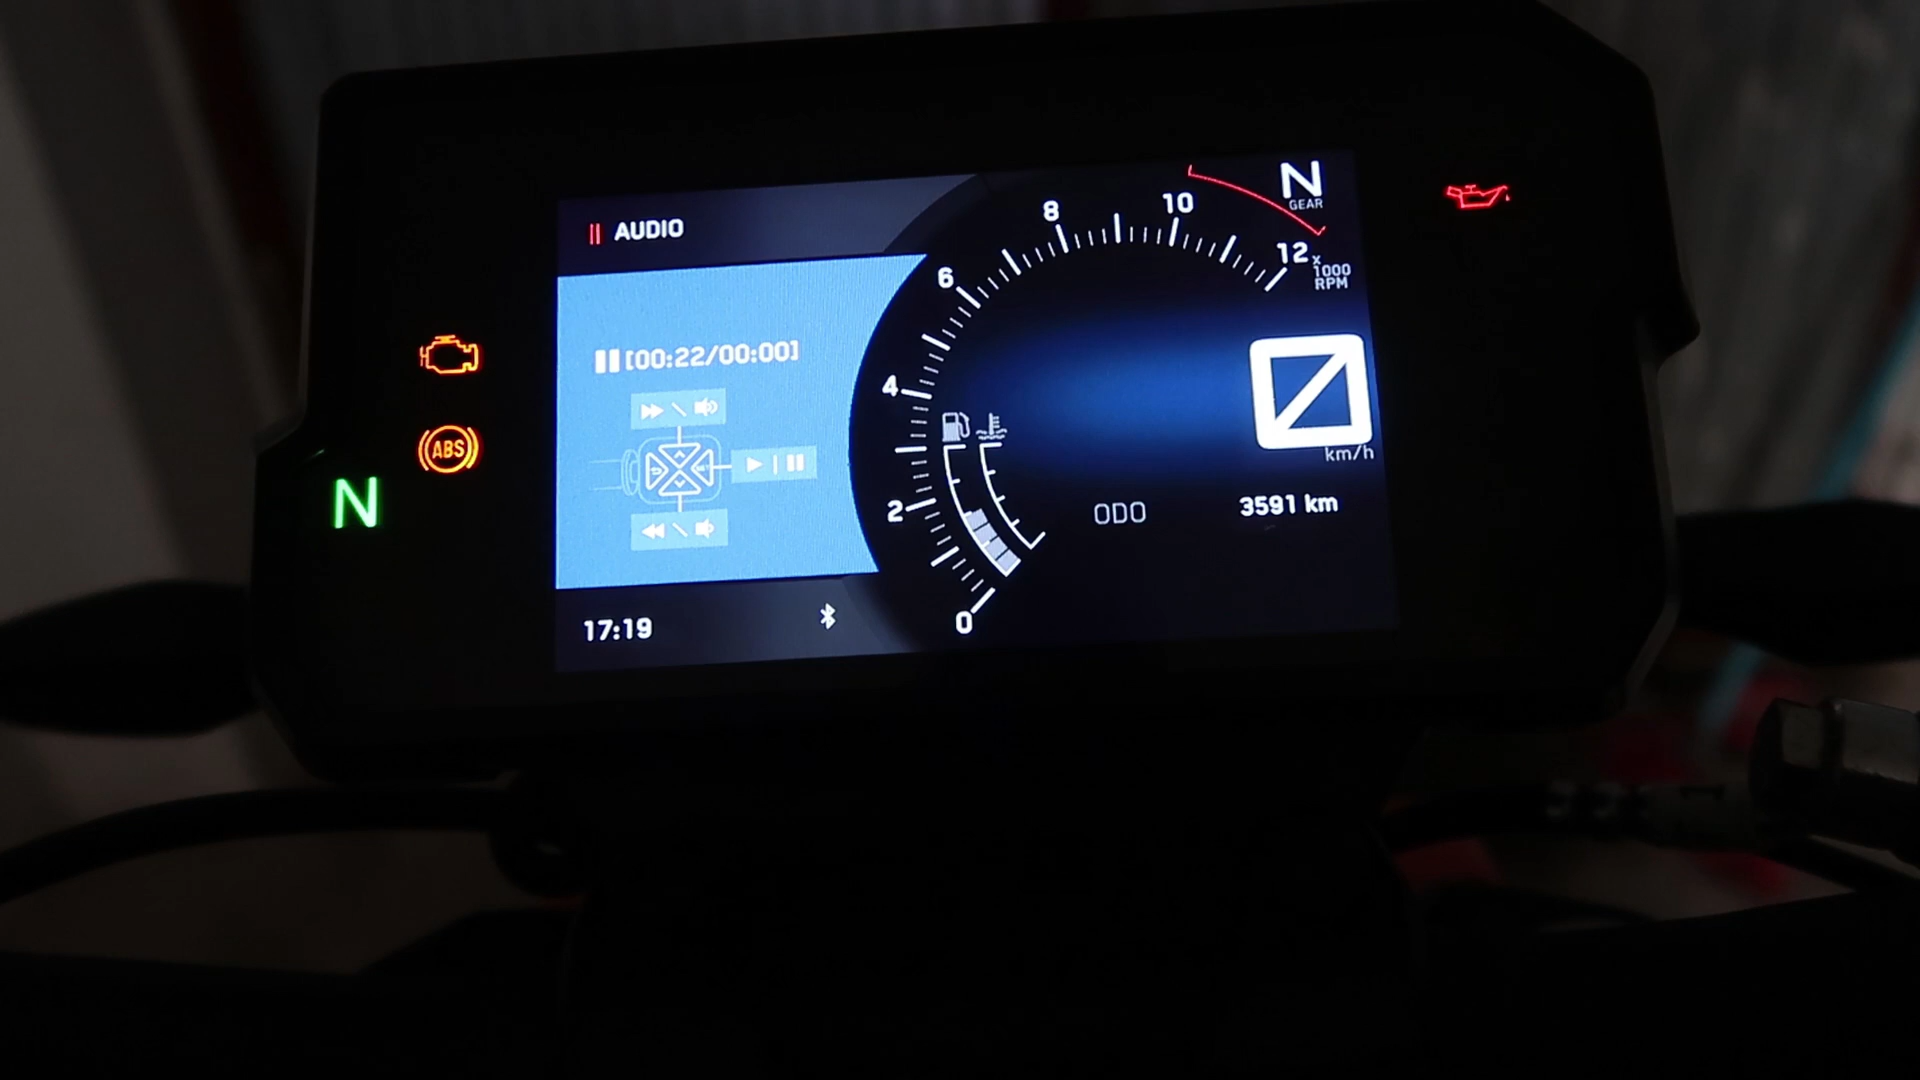 AUDIO
[00:22/00:00]
17:19
N
ABS
N
GEAR
0
2
4
6
8
10
12
x
1000
RPM
0
km/h
ODO
3591 km